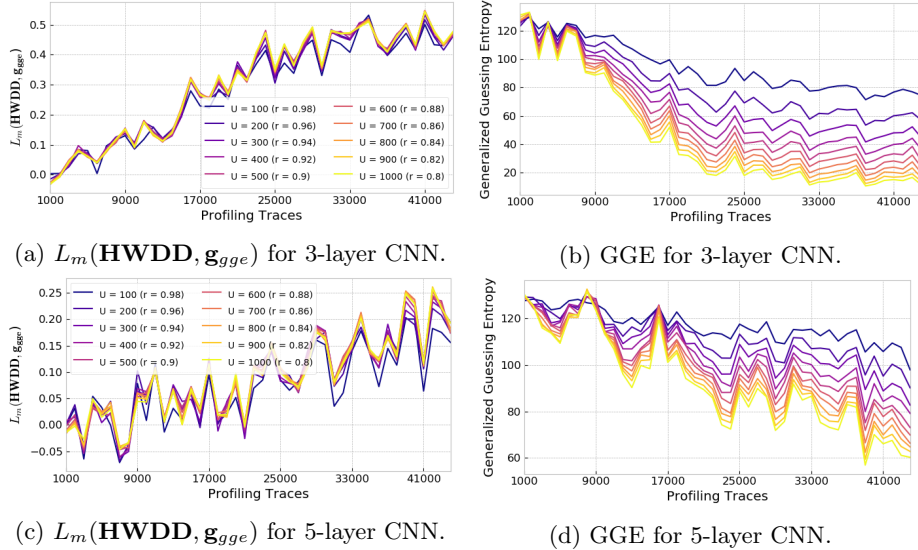 0.5
0.4
0.3
0.2
0.1
0.0
L_m(HWDD, g_gge)
U = 100 (r = 0.98)
U = 200 (r = 0.96)
U = 300 (r = 0.94)
U = 400 (r = 0.92)
U = 500 (r = 0.9)
U = 600 (r = 0.88)
U = 700 (r = 0.86)
U = 800 (r = 0.84)
U = 900 (r = 0.82)
U = 1000 (r = 0.8)
1000 9000 17000 25000 33000 41000
Profiling Traces
(a) L_m(HWDD, g_gge) for 3-layer CNN.
Generalized Guessing Entropy
120
100
80
60
40
20
1000 9000 17000 25000 33000 41000
Profiling Traces
(b) GGE for 3-layer CNN.
0.25
0.20
0.15
0.10
0.05
0.00
−0.05
L_m(HWDD, g_gge)
U = 100 (r = 0.98)
U = 200 (r = 0.96)
U = 300 (r = 0.94)
U = 400 (r = 0.92)
U = 500 (r = 0.9)
U = 600 (r = 0.88)
U = 700 (r = 0.86)
U = 800 (r = 0.84)
U = 900 (r = 0.82)
U = 1000 (r = 0.8)
1000 9000 17000 25000 33000 41000
Profiling Traces
(c) L_m(HWDD, g_gge) for 5-layer CNN.
Generalized Guessing Entropy
120
100
80
60
1000 9000 17000 25000 33000 41000
Profiling Traces
(d) GGE for 5-layer CNN.